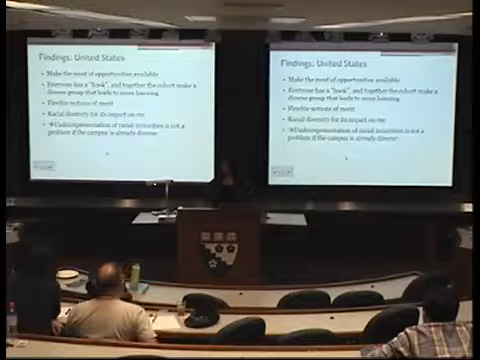 Findings: United States
• Make the most of opportunities available
• Everyone has a "hook", and together the cohort make a
diverse group that leads to more learning
• Flexible notions of merit
• Racial diversity for its impact on me
• Underrepresentation of racial minorities is not a
problem if the campus is already diverse
Findings: United States
• Make the most of opportunities available
• Everyone has a "hook", and together the cohort make a
diverse group that leads to more learning
• Flexible notions of merit
• Racial diversity for its impact on me
• Underrepresentation of racial minorities is not a
problem if the campus is already diverse